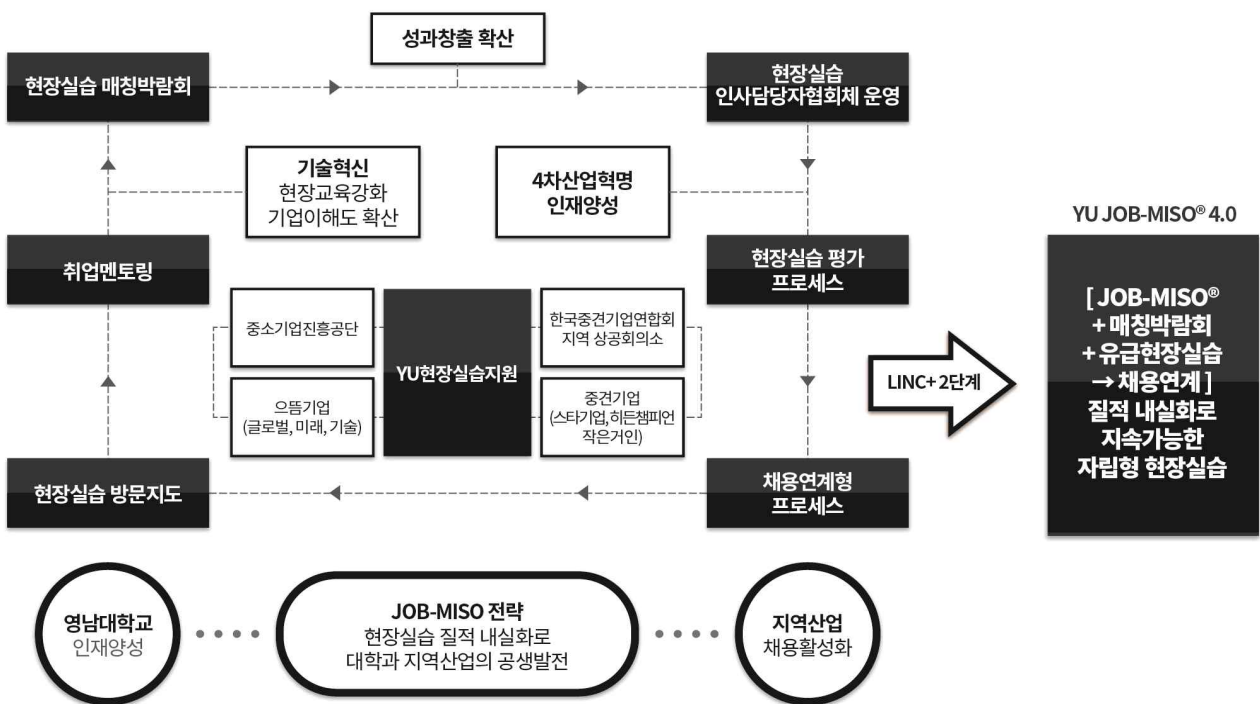 성과창출 확산
현장실습 매칭박람회
현장실습
인사담당자협회체 운영
기술혁신
현장교육강화
기업이해도 확산
4차산업혁명
인재양성
취업멘토링
현장실습 평가
프로세스
중소기업진흥공단
으뜸기업
(글로벌, 미래, 기술)
YU현장실습지원
한국중견기업연합회
지역 상공회의소
중견기업
(스타기업,히든챔피언
작은거인)
현장실습 방문지도
채용연계형
프로세스
LINC+ 2단계
YU JOB-MISO® 4.0
[ JOB-MISO®
+ 매칭박람회
+ 유급현장실습
→ 채용연계 ]
질적 내실화로
지속가능한
자립형 현장실습
영남대학교
인재양성
JOB-MISO 전략
현장실습 질적 내실화로
대학과 지역산업의 공생발전
지역산업
채용활성화